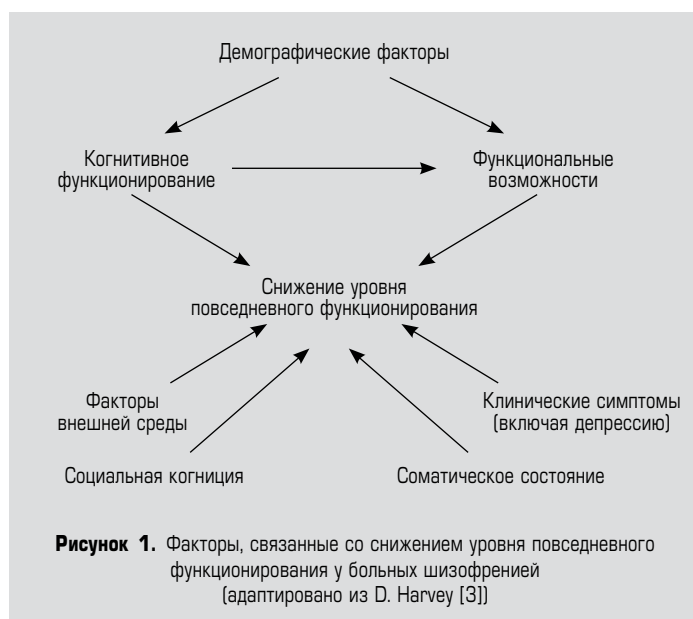 Демографические факторы
Когнитивное
функционирование
Функциональные
возможности
Снижение уровня
повседневного функционирования
Факторы
внешней среды
Клинические симптомы
(включая депрессию)
Социальная когниция
Соматическое состояние
Рисунок 1. Факторы, связанные со снижением уровня повседневного
функционирования у больных шизофренией
(адаптировано из D. Harvey [3])